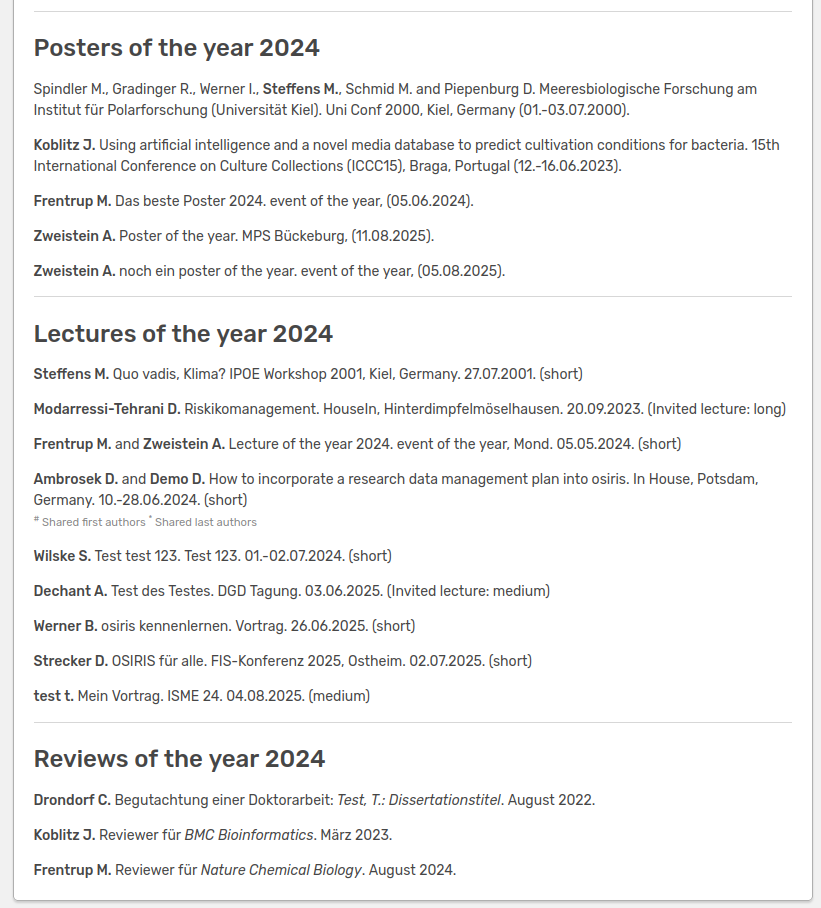 Posters of the year 2024
Spindler M., Gradinger R., Werner I., Steffens M., Schmid M. and Piepenburg D. Meeresbiologische Forschung am
Institut für Polarforschung (Universität Kiel). Uni Conf 2000, Kiel, Germany (01.-03.07.2000).
Koblitz J. Using artificial intelligence and a novel media database to predict cultivation conditions for bacteria. 15th
International Conference on Culture Collections (ICCC15), Braga, Portugal (12.-16.06.2023).
Frentrup M. Das beste Poster 2024. event of the year, (05.06.2024).
Zweistein A. Poster of the year. MPS Bückeburg, (11.08.2025).
Zweistein A. noch ein poster of the year. event of the year, (05.08.2025).
Lectures of the year 2024
Steffens M. Quo vadis, Klima? IPOE Workshop 2001, Kiel, Germany. 27.07.2001. (short)
Modarressi-Tehrani D. Riskikomanagement. HouseIn, Hinterdimpfelmöselhausen. 20.09.2023. (Invited lecture: long)
Frentrup M. and Zweistein A. Lecture of the year 2024. event of the year, Mond. 05.05.2024. (short)
Ambrosek D. and Demo D. How to incorporate a research data management plan into osiris. In House, Potsdam,
Germany. 10.-28.06.2024. (short)
# Shared first authors * Shared last authors
Wilske S. Test test 123. Test 123. 01.-02.07.2024. (short)
Dechant A. Test des Testes. DGD Tagung. 03.06.2025. (Invited lecture: medium)
Werner B. osiris kennenlernen. Vortrag. 26.06.2025. (short)
Strecker D. OSIRIS für alle. FIS-Konferenz 2025, Ostheim. 02.07.2025. (short)
test t. Mein Vortrag. ISME 24. 04.08.2025. (medium)
Reviews of the year 2024
Drondorf C. Begutachtung einer Doktorarbeit: Test, T.: Dissertationstitel. August 2022.
Koblitz J. Reviewer für BMC Bioinformatics. März 2023.
Frentrup M. Reviewer für Nature Chemical Biology. August 2024.